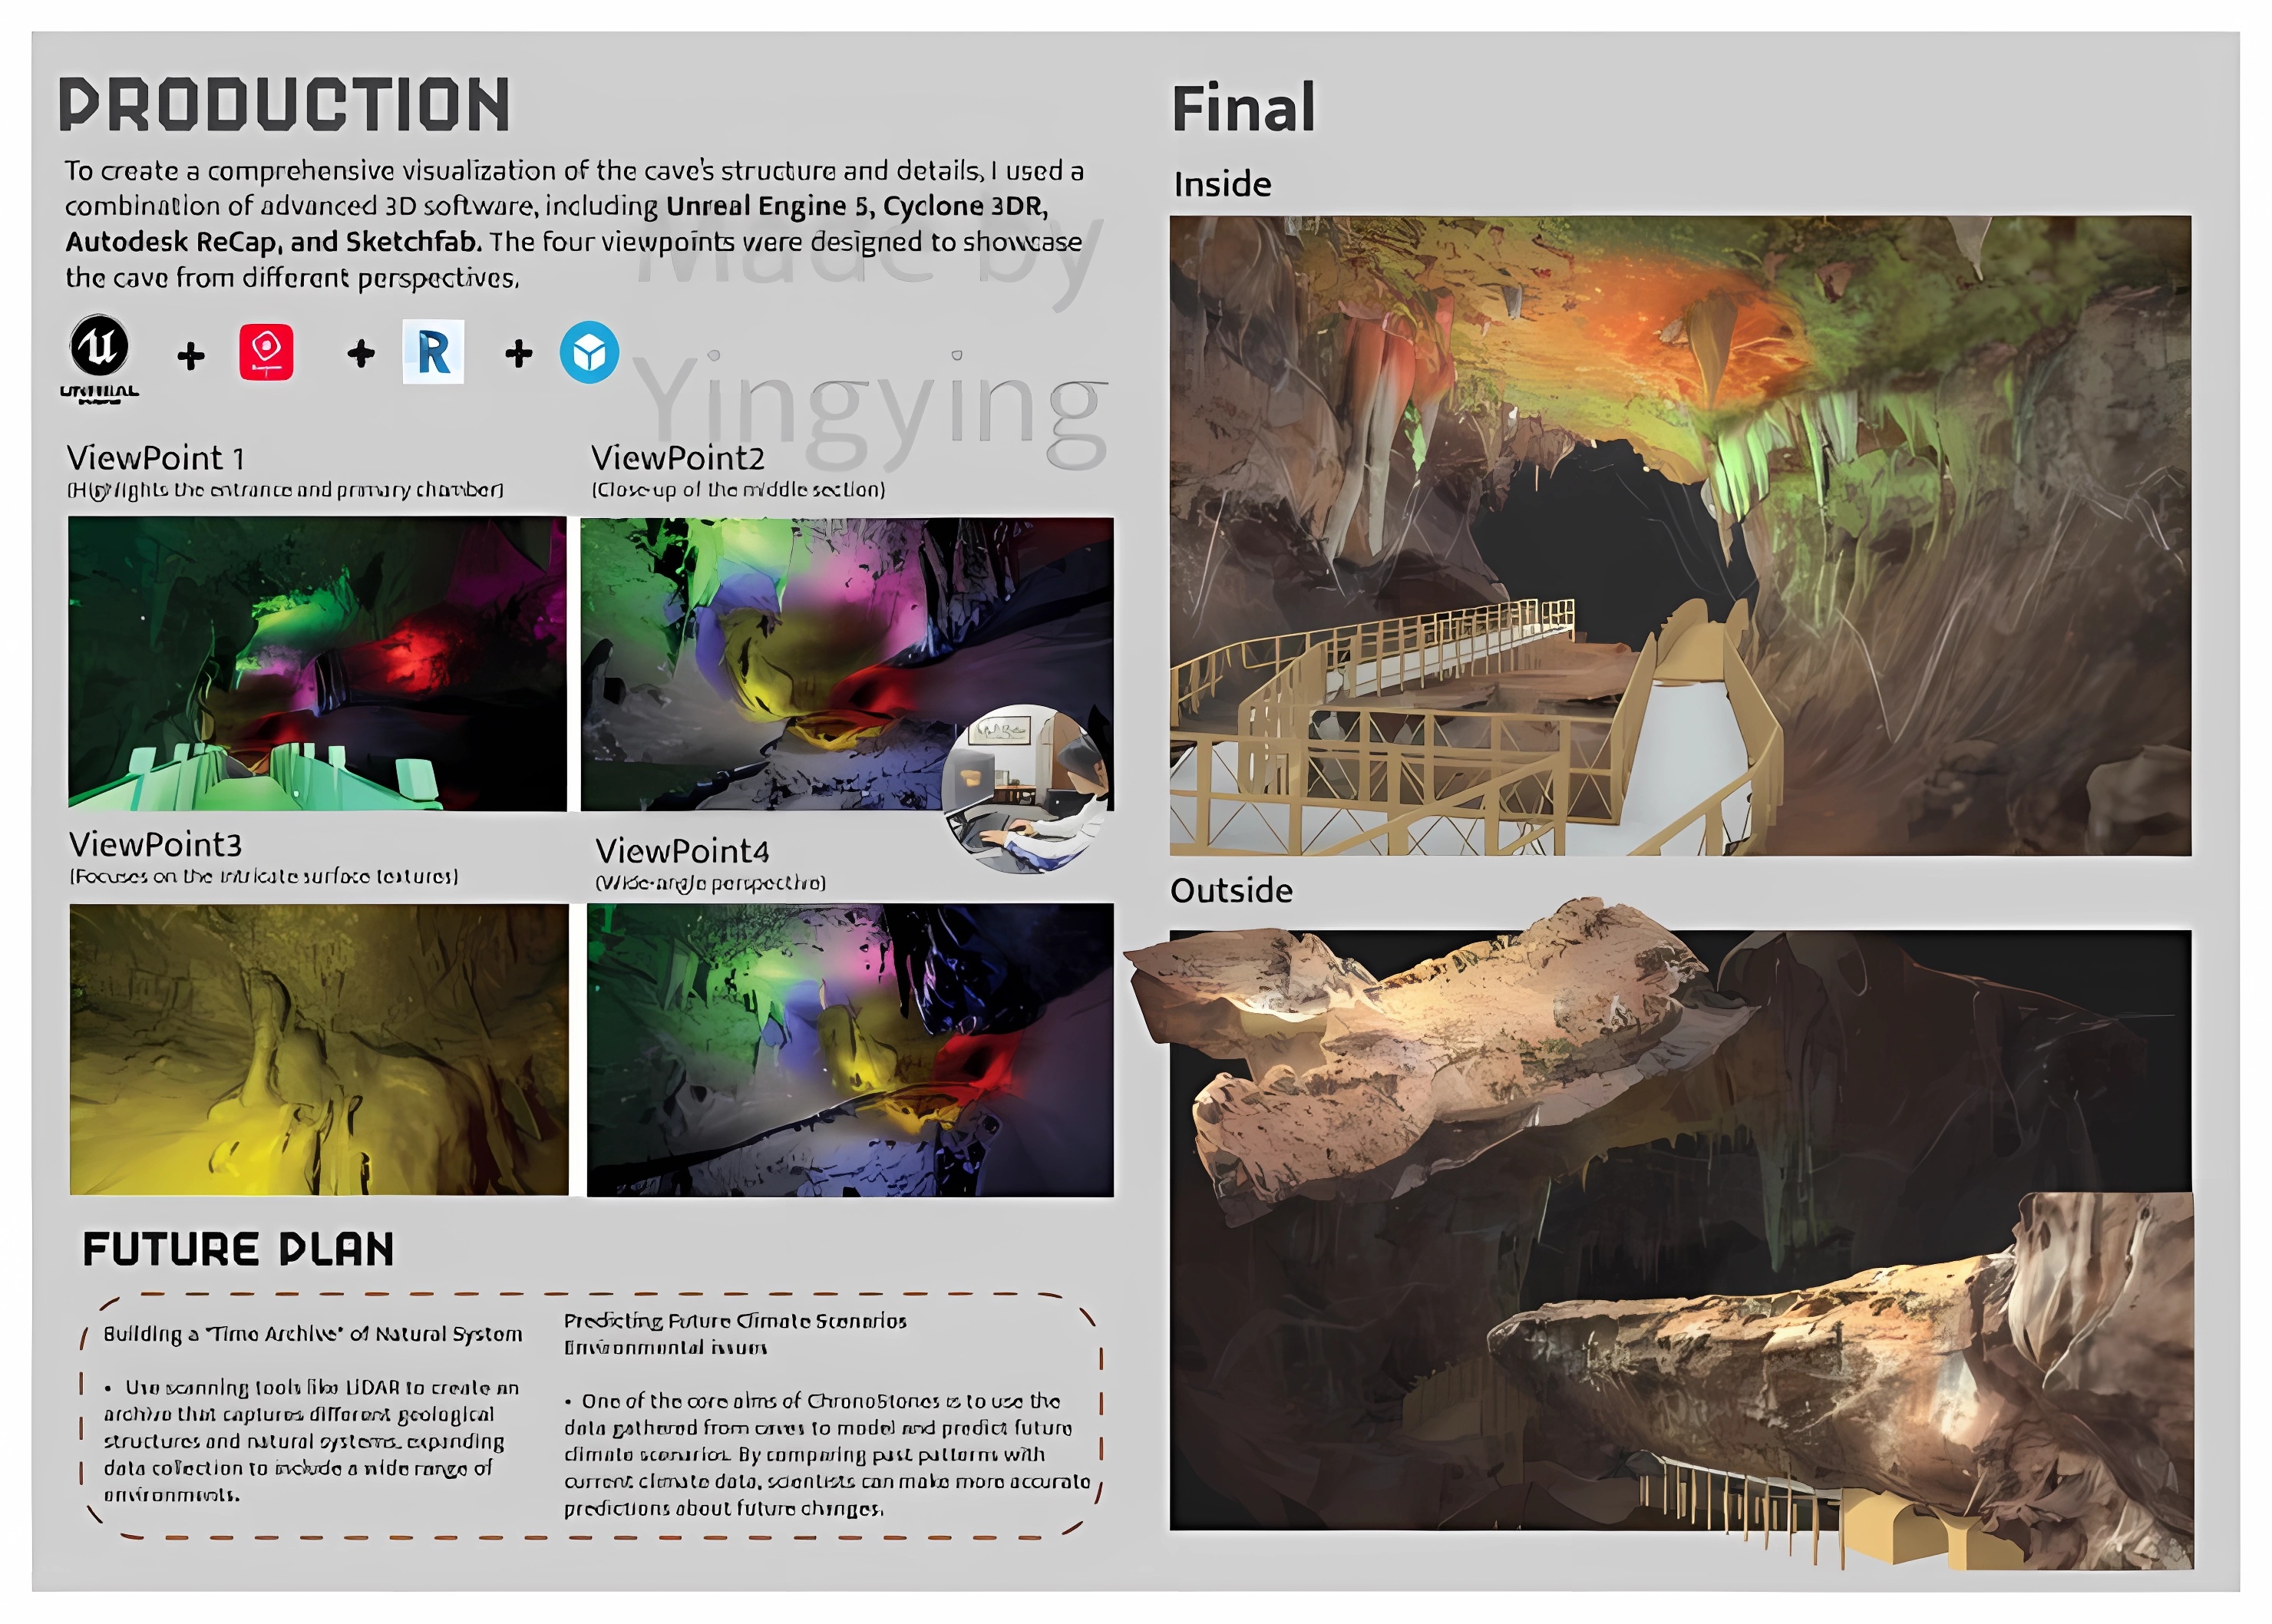 PRODUCTION
To create a comprehensive visualization of the cave's structure and details, I used a
combination of advanced 3D software, including Unreal Engine 5, Cyclone 3DR,
Autodesk ReCap, and Sketchfab. The four viewpoints were designed to showcase
the cave from different perspectives.
Made by
Yingying
UNREAL
ViewPoint 1
(Highlights the entrance and primary chamber)
ViewPoint2
(Close-up of the middle section)
ViewPoint3
(Focuses on the intricate surface textures)
ViewPoint4
(Wide-angle perspective)
FUTURE PLAN
Building a "Time Archive" of Natural System
• Use scanning tools like LiDAR to create an
archive that captures different geological
structures and natural systems, expanding
data collection to include a wide range of
environments.
Predicting Future Climate Scenarios
Environmental issues
• One of the core aims of ChronoStones is to use the
data gathered from caves to model and predict future
climate scenarios. By comparing past patterns with
current climate data, scientists can make more accurate
predictions about future changes.
Final
Inside
Outside